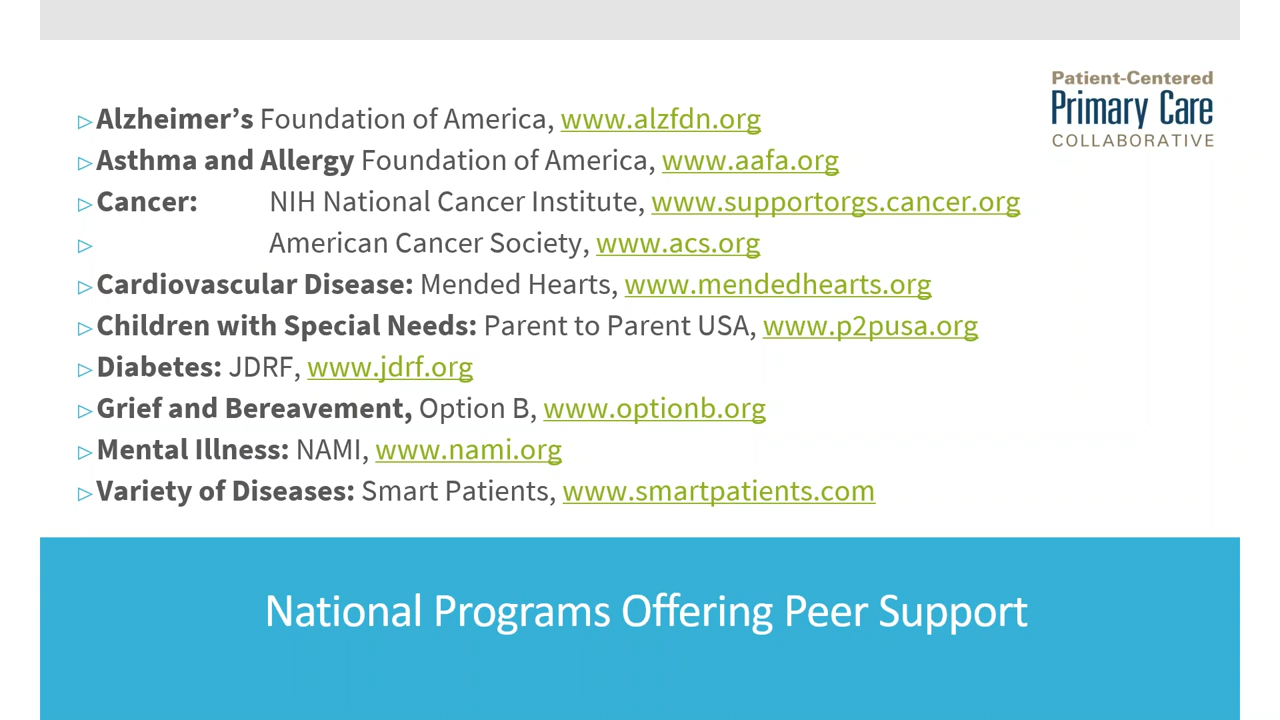 Patient-Centered
Primary Care
COLLABORATIVE
Alzheimer’s Foundation of America, www.alzfdn.org
Asthma and Allergy Foundation of America, www.aafa.org
Cancer: NIH National Cancer Institute, www.supportorgs.cancer.org
American Cancer Society, www.acs.org
Cardiovascular Disease: Mended Hearts, www.mendedhearts.org
Children with Special Needs: Parent to Parent USA, www.p2pusa.org
Diabetes: JDRF, www.jdrf.org
Grief and Bereavement, Option B, www.optionb.org
Mental Illness: NAMI, www.nami.org
Variety of Diseases: Smart Patients, www.smartpatients.com
National Programs Offering Peer Support